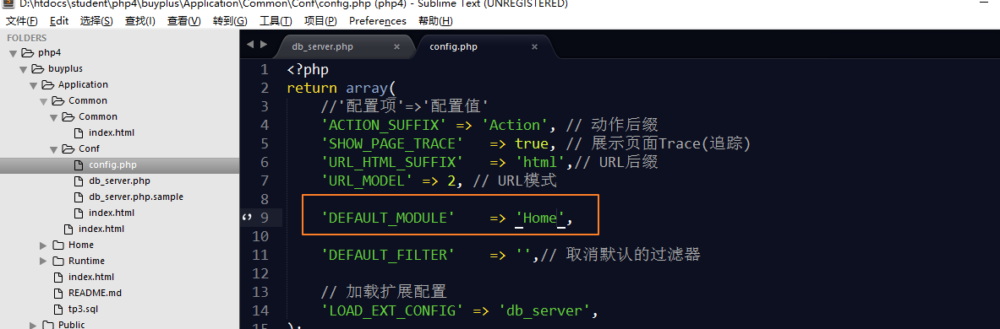 D:\htdocs\student\php4\buyplus\Application\Common\Conf\config.php (php4) - Sublime Text (UNREGISTERED)
文件(F) Edit 选择(S) 查找(I) 查看(V) 转到(G) 工具(T) 项目(P) Preferences 帮助(H)
FOLDERS
php4
buyplus
Application
Common
Common
index.html
Conf
config.php
db_server.php
db_server.php.sample
index.html
index.html
Home
Runtime
index.html
README.md
tp3.sql
Public
db_server.php × config.php ×
1 <?php
2 return array(
3 //'配置项'=>'配置值'
4 'ACTION_SUFFIX' => 'Action', // 动作后缀
5 'SHOW_PAGE_TRACE' => true, // 展示页面Trace(追踪)
6 'URL_HTML_SUFFIX' => 'html',// URL后缀
7 'URL_MODEL' => 2, // URL模式
8
9 'DEFAULT_MODULE' => 'Home',
10
11 'DEFAULT_FILTER' => '',// 取消默认的过滤器
12
13 // 加载扩展配置
14 'LOAD_EXT_CONFIG' => 'db_server',
15 );